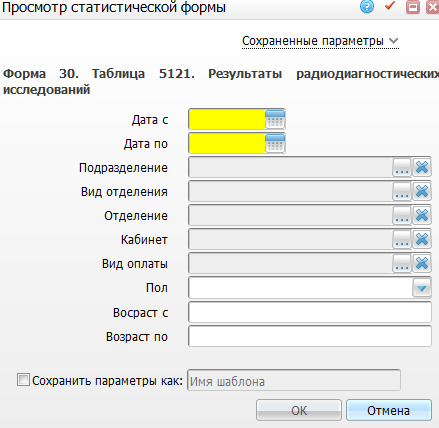 Просмотр статистической формы
Сохраненные параметры
Форма 30. Таблица 5121. Результаты радиодиагностических
исследований
Дата с
Дата по
Подразделение
Вид отделения
Отделение
Кабинет
Вид оплаты
Пол
Восраст с
Возраст по
Сохранить параметры как: Имя шаблона
ОК Отмена